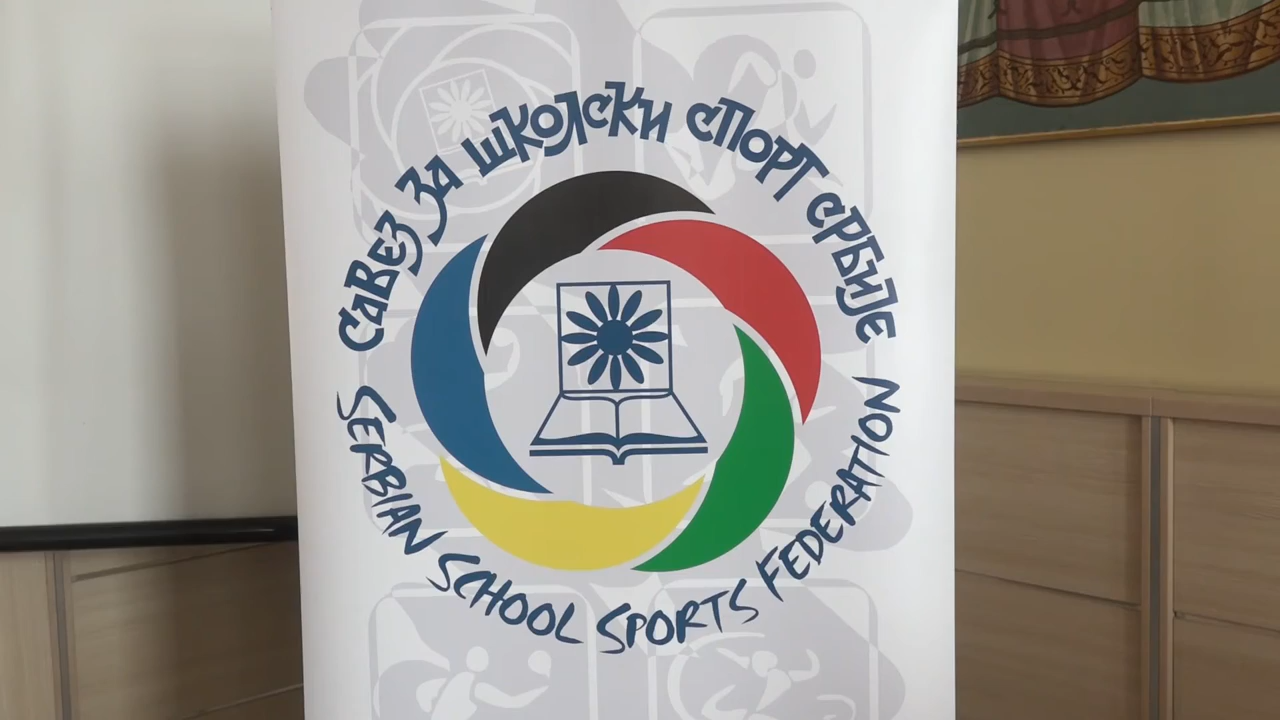 САВЕЗ ЗА ШКОЛСКИ СПОРТ СРБИЈЕ
SERBIAN SCHOOL SPORTS FEDERATION